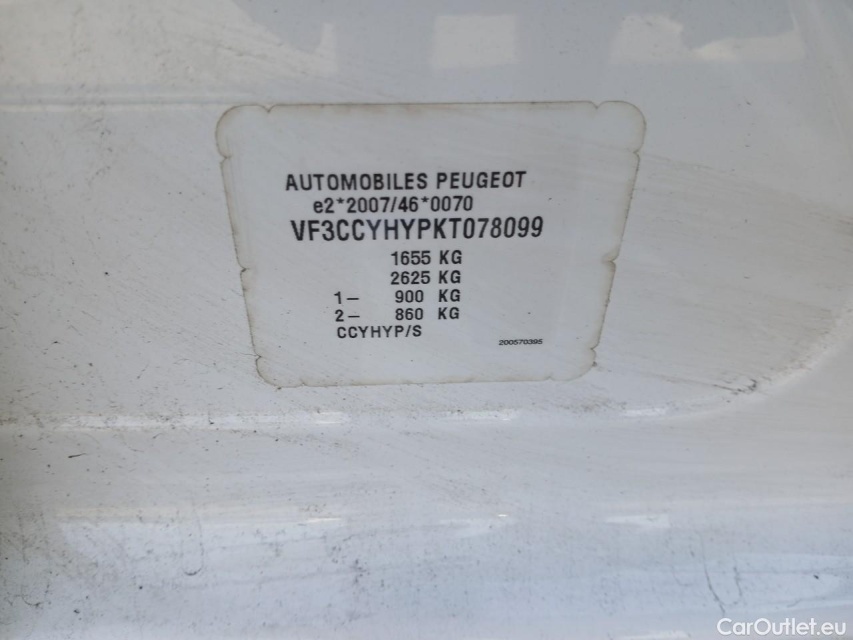 AUTOMOBILES PEUGEOT
e2*2007/46*0070
VF3CCYHYPKT078099
1655 KG
2625 KG
1– 900 KG
2– 860 KG
CCYHYP/S
200570395
CarOutlet.eu